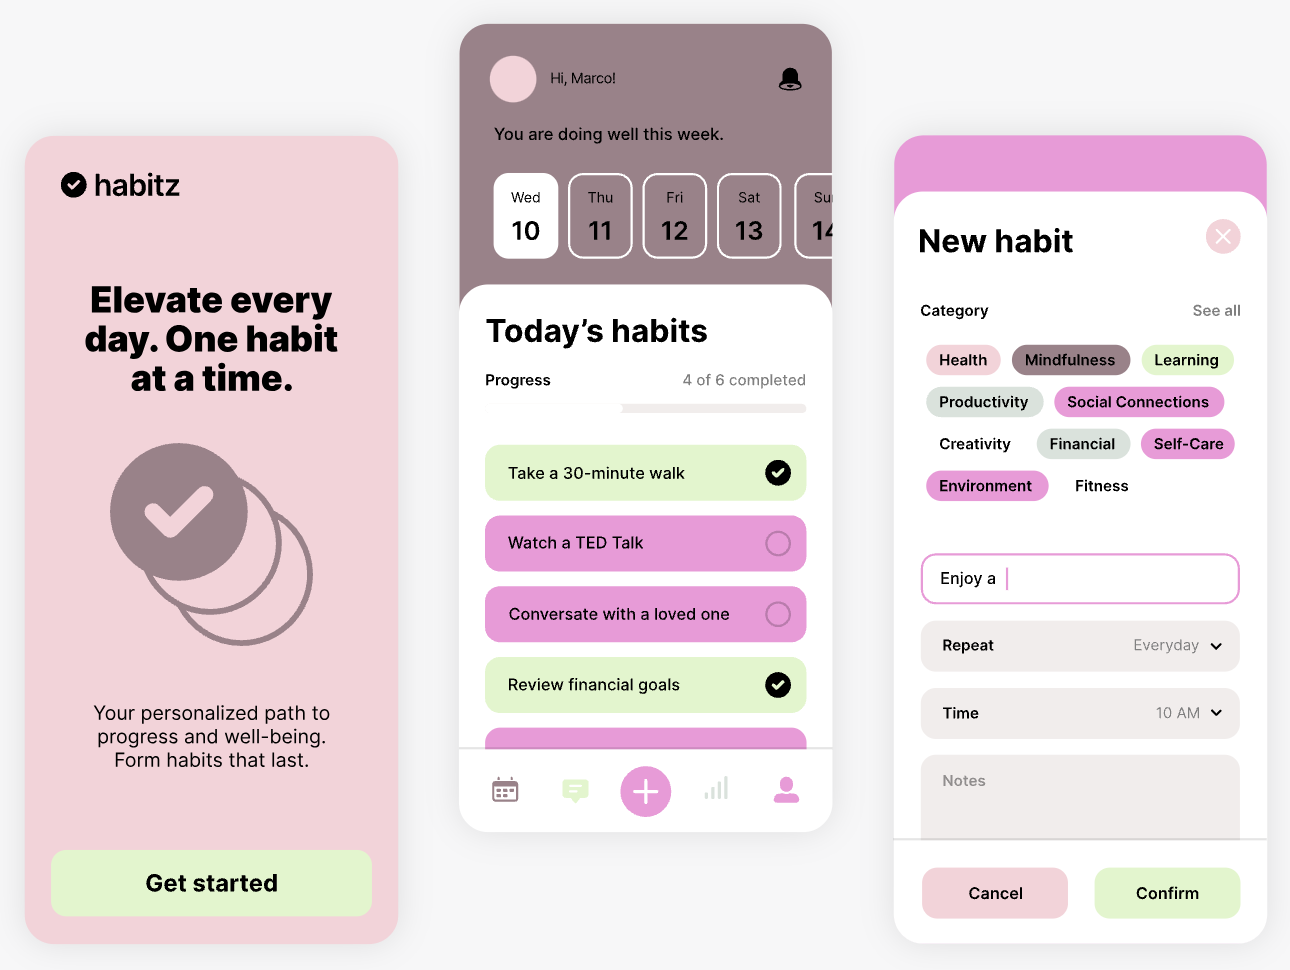 habitz
Elevate every
day. One habit
at a time.
Your personalized path to
progress and well-being.
Form habits that last.
Get started
Hi, Marco!
You are doing well this week.
Wed Thu Fri Sat Sun
10 11 12 13 14
Today’s habits
Progress 4 of 6 completed
Take a 30-minute walk
Watch a TED Talk
Conversate with a loved one
Review financial goals
New habit
Category See all
Health Mindfulness Learning
Productivity Social Connections
Creativity Financial Self-Care
Environment Fitness
Enjoy a
Repeat Everyday
Time 10 AM
Notes
Cancel Confirm